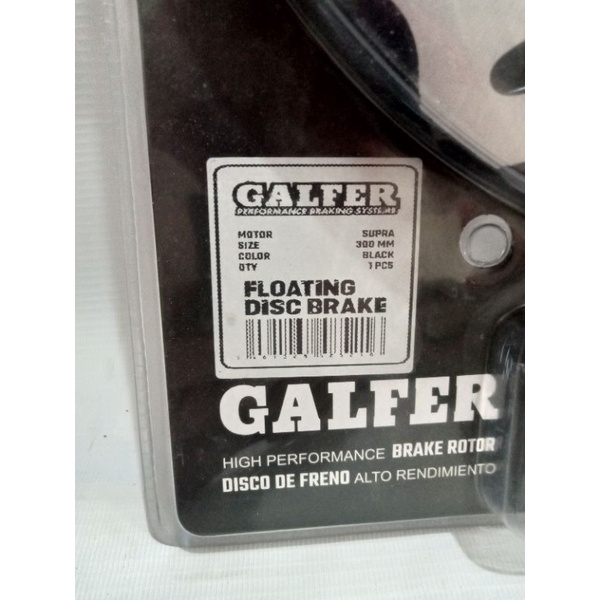 GALFER
PERFORMANCE BRAKING SYSTEMS
MOTOR SUPRA
SIZE 300 MM
COLOR BLACK
QTY 1 PCS
FLOATING
DISC BRAKE
GALFER
HIGH PERFORMANCE BRAKE ROTOR
DISCO DE FRENO ALTO RENDIMIENTO